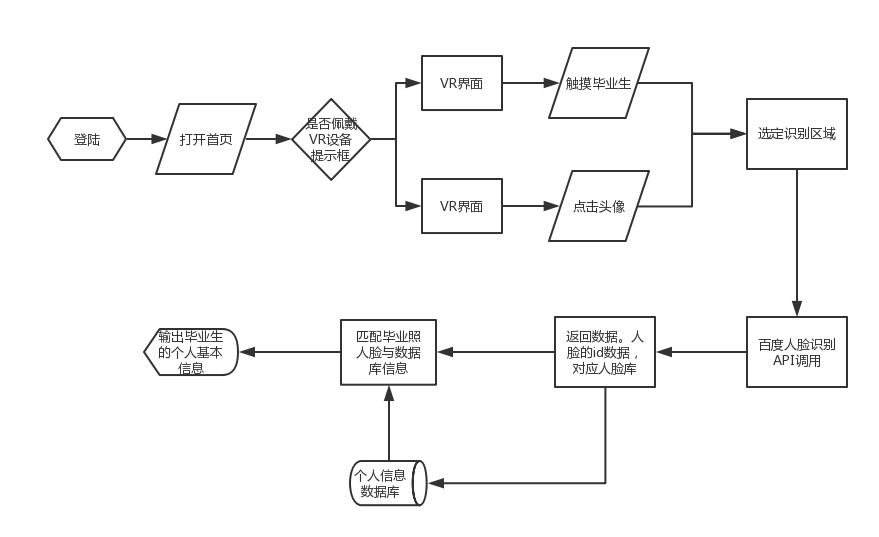 登陆
打开首页
是否佩戴
VR设备
提示框
VR界面
触摸毕业生
VR界面
点击头像
选定识别区域
百度人脸识别
API调用
返回数据。人
脸的id数据，
对应人脸库
匹配毕业照
人脸与数据
库信息
输出毕业生
的个人基本
信息
个人信息
数据库